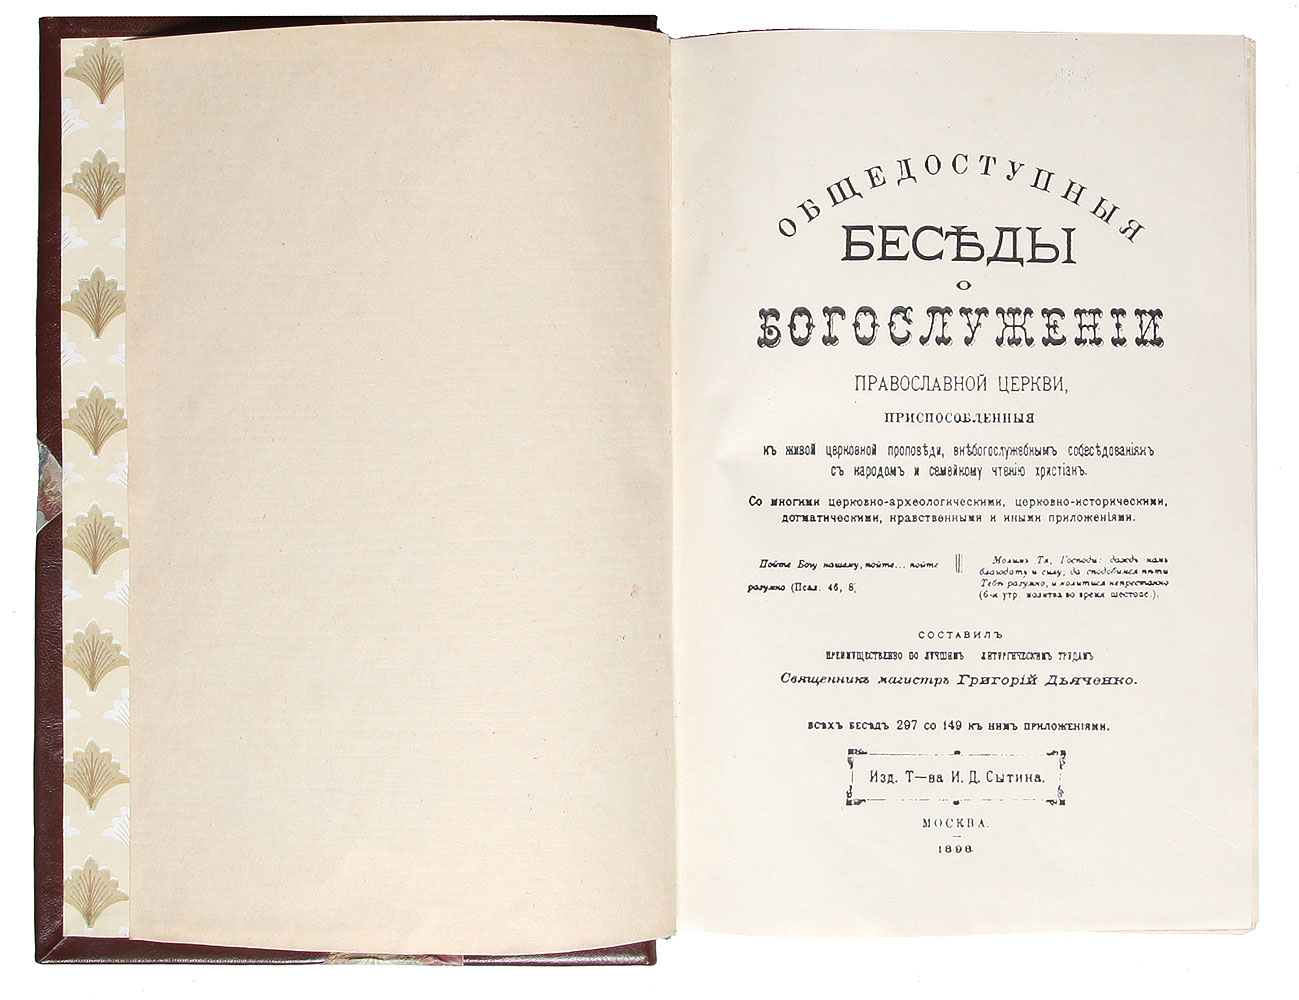 ОБЩЕДОСТУПНЫЯ
БЕСѢДЫ
О
БОГОСЛУЖЕНІИ
ПРАВОСЛАВНОЙ ЦЕРКВИ,
ПРИСПОСОБЛЕННЫЯ
къ живой церковной проповѣди, внѣбогослужебнымъ собесѣдованіямъ
съ народомъ и семейному чтенію христіанъ.
Со многими церковно-археологическими, церковно-историческими,
догматическими, нравственными и иными приложеніями.
Пойте Богу нашему, пойте... пойте
разумно (Псал. 46, 8)
Молимъ Тя, Господи: даждь намъ
благодать и силу, да сподобимся пѣти
Тебѣ разумно, и молитися непрестанно
(6-я утр. молитва во время шестопс.).
СОСТАВИЛЪ
ПРЕИМУЩЕСТВЕННО ПО ЛУЧШИМЪ ЛИТУРГИЧЕСКИМЪ ТРУДАМЪ
Священникъ магистръ Григорій Дьяченко.
ВСѢХЪ БЕСѢДЪ 297 СО 149 КЪ НИМЪ ПРИЛОЖЕНІЯМИ.
Изд. Т—ва И. Д. Сытина.
МОСКВА.
1898